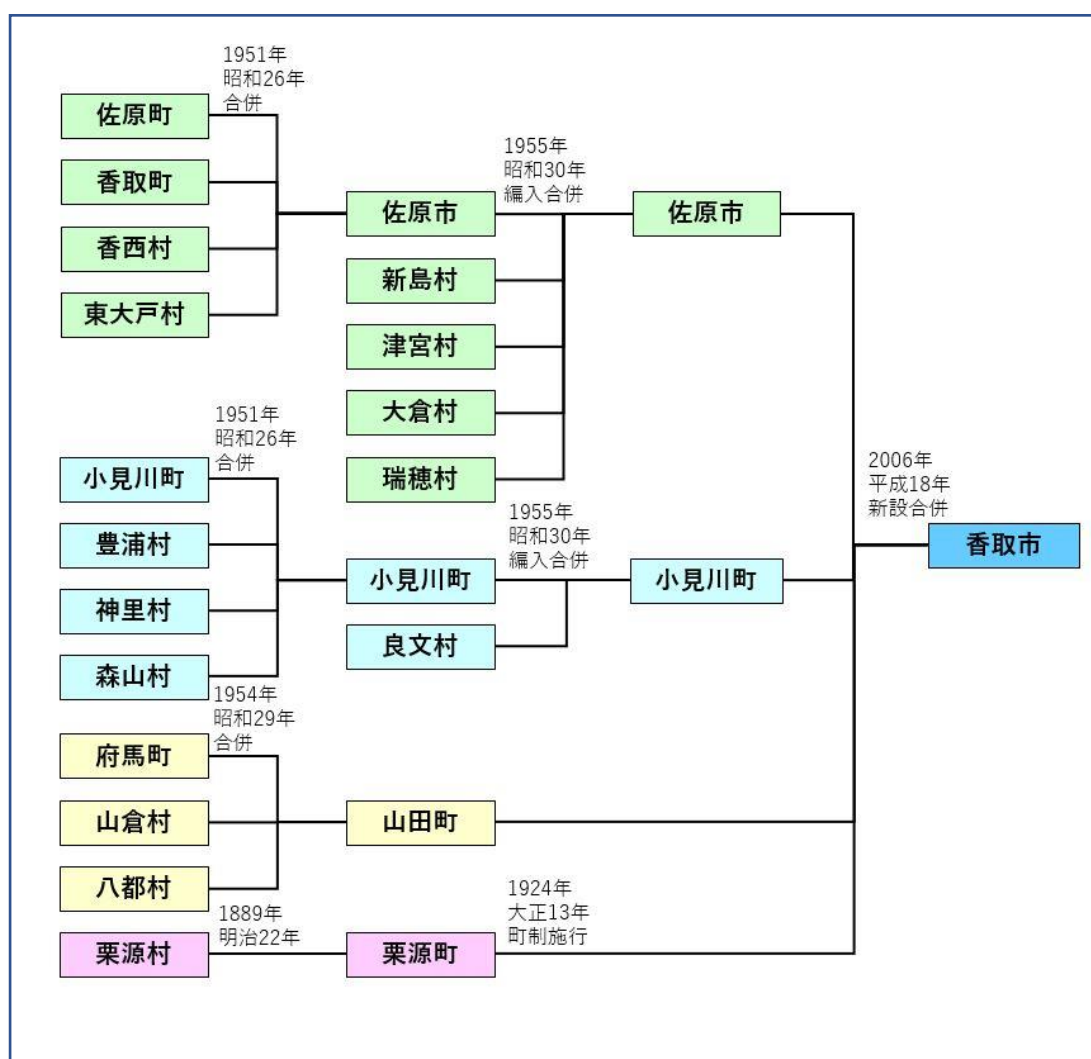 1951年
昭和26年
合併
佐原町
香取町
香西村
東大戸村
1955年
昭和30年
編入合併
佐原市
新島村
津宮村
大倉村
瑞穂村
佐原市
1951年
昭和26年
合併
小見川町
豊浦村
神里村
森山村
1955年
昭和30年
編入合併
小見川町
良文村
小見川町
1954年
昭和29年
合併
府馬町
山倉村
八都村
山田町
栗源村
1889年
明治22年
栗源町
1924年
大正13年
町制施行
2006年
平成18年
新設合併
香取市